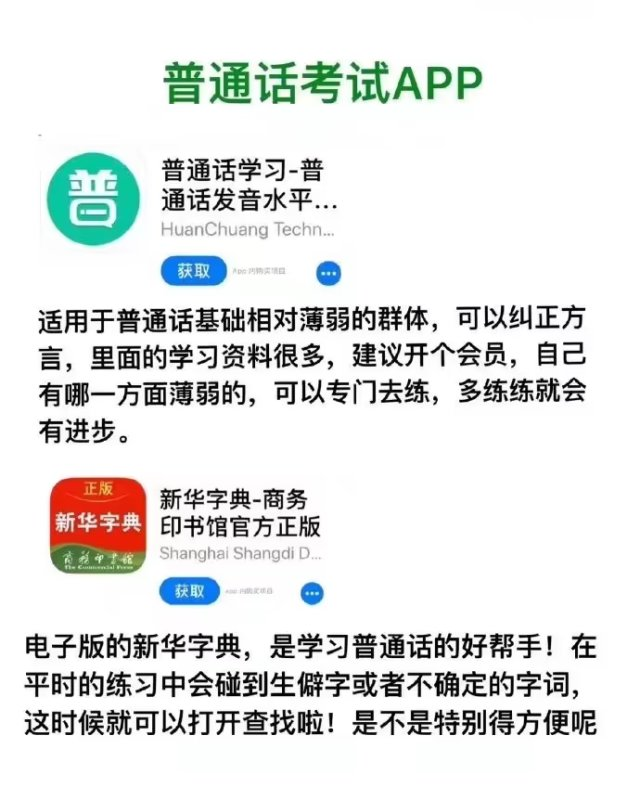 普通话考试APP
普
普通话学习-普
通话发音水平...
HuanChuang Techn...
获取
App 内购买项目
适用于普通话基础相对薄弱的群体，可以纠正方
言，里面的学习资料很多，建议开个会员，自己
有哪一方面薄弱的，可以专门去练，多练练就会
有进步。
正版
新华字典
商务印书馆
The Commercial Press
新华字典-商务
印书馆官方正版
Shanghai Shangdi D...
获取
App 内购买项目
电子版的新华字典，是学习普通话的好帮手！在
平时的练习中会碰到生僻字或者不确定的字词，
这时候就可以打开查找啦！是不是特别得方便呢